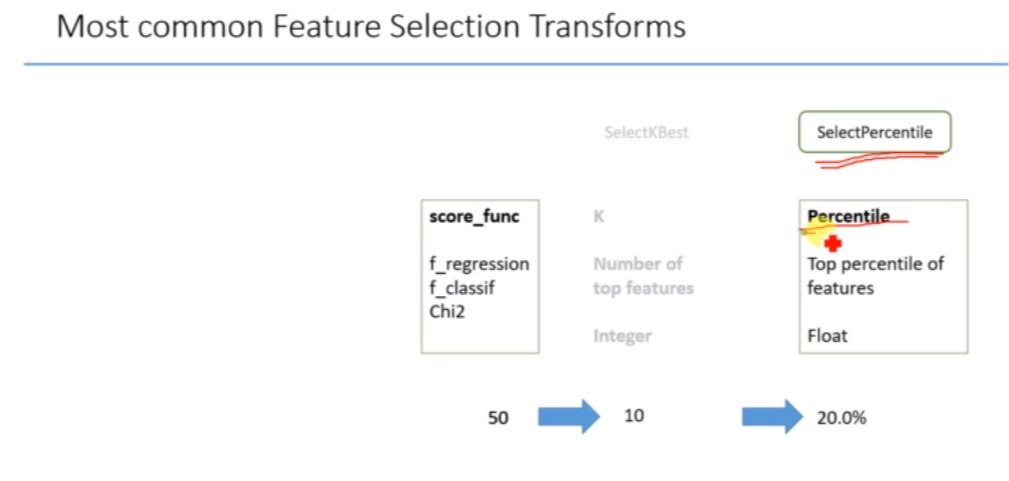 Most common Feature Selection Transforms
SelectKBest
SelectPercentile
score_func
f_regression
f_classif
Chi2
K
Number of
top features
Integer
Percentile
Top percentile of
features
Float
50
10
20.0%